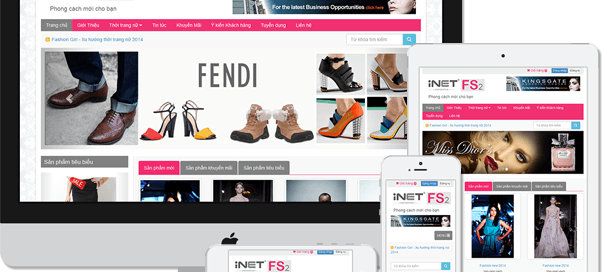 Phong cách mới cho bạn
For the latest Business Opportunities click here
Trang chủ Giới Thiệu Thời trang nữ Tin tức Khuyến Mãi Ý kiến Khách hàng Tuyển dụng Liên hệ
Fashion Girl - Xu hướng thời trang nữ 2014
Từ khóa tìm kiếm
FENDI
Sản phẩm tiêu biểu
Sản phẩm mới Sản phẩm khuyến mãi Sản phẩm tiêu biểu
SALE
iNET FS2
Phong cách mới cho bạn
KINGSGATE
Trang chủ Giới Thiệu Thời trang nữ Tin tức Khuyến Mãi Ý kiến khách hàng
Tuyển dụng Liên hệ
Fashion Girl - Xu hướng thời trang nữ 2014
Miss Dior
Sản phẩm mới Sản phẩm khuyến mãi Sản phẩm tiêu biểu
Fashion new 2014
Fashion new 2014
iNET FS2
Phong cách mới cho bạn
KINGSGATE
MENU
Fashion Girl - Xu hướng thời trang nữ 2014
Từ khóa tìm kiếm
iNET FS2